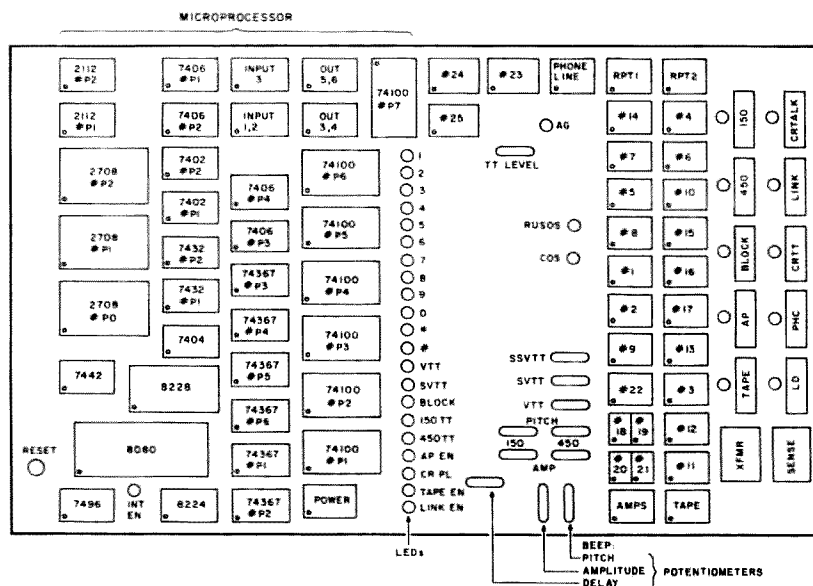 MICROPROCESSOR
2112 #P2
7406 #P1
INPUT 3
OUT 5,6
74100 #P7
#24
#23
PHONE LINE
RPT1
RPT2
2112 #P1
7406 #P2
INPUT 1,2
OUT 3,4
#25
AG
TT LEVEL
#14
#4
150
CRTALK
2708 #P2
7402 #P2
7406 #P4
74100 #P6
#7
#6
#5
#10
450
LINK
7402 #P1
7406 #P3
74100 #P5
RUSOS
COS
#8
#15
BLOCK
CRTT
2708 #P1
7432 #P2
74367 #P3
74100 #P4
#1
#16
2708 #P0
7432 #P1
74367 #P4
74100 #P3
#2
#17
AP
PHC
7404
#9
#13
7442
8228
74367 #P5
74100 #P2
SSVTT
SVTT
VTT
#22
#3
TAPE
LD
8080
74367 #P6
74100 #P1
PITCH
150
450
AMP
#18
#19
#12
XFMR
SENSE
RESET
74367 #P1
#20
#21
#11
7496
INT EN
8224
74367 #P2
POWER
AMPS
TAPE
1
2
3
4
5
6
7
8
9
0
*
#
VTT
SVTT
BLOCK
150TT
450TT
AP EN
CR PL
TAPE EN
LINK EN
LEDs
BEEP:
PITCH
AMPLITUDE
DELAY
POTENTIOMETERS